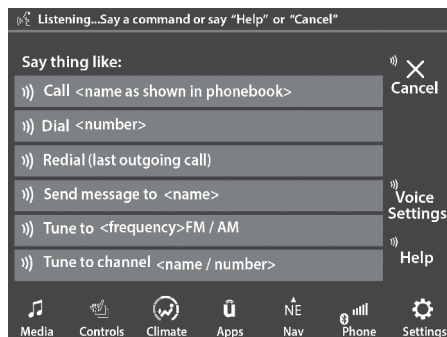 Listening...Say a command or say “Help” or “Cancel”
Say thing like:
Call <name as shown in phonebook>
Dial <number>
Redial (last outgoing call)
Send message to <name>
Tune to <frequency>FM / AM
Tune to channel <name / number>
Cancel
Voice
Settings
Help
û NE
Media Controls Climate Apps Nav Phone Settings